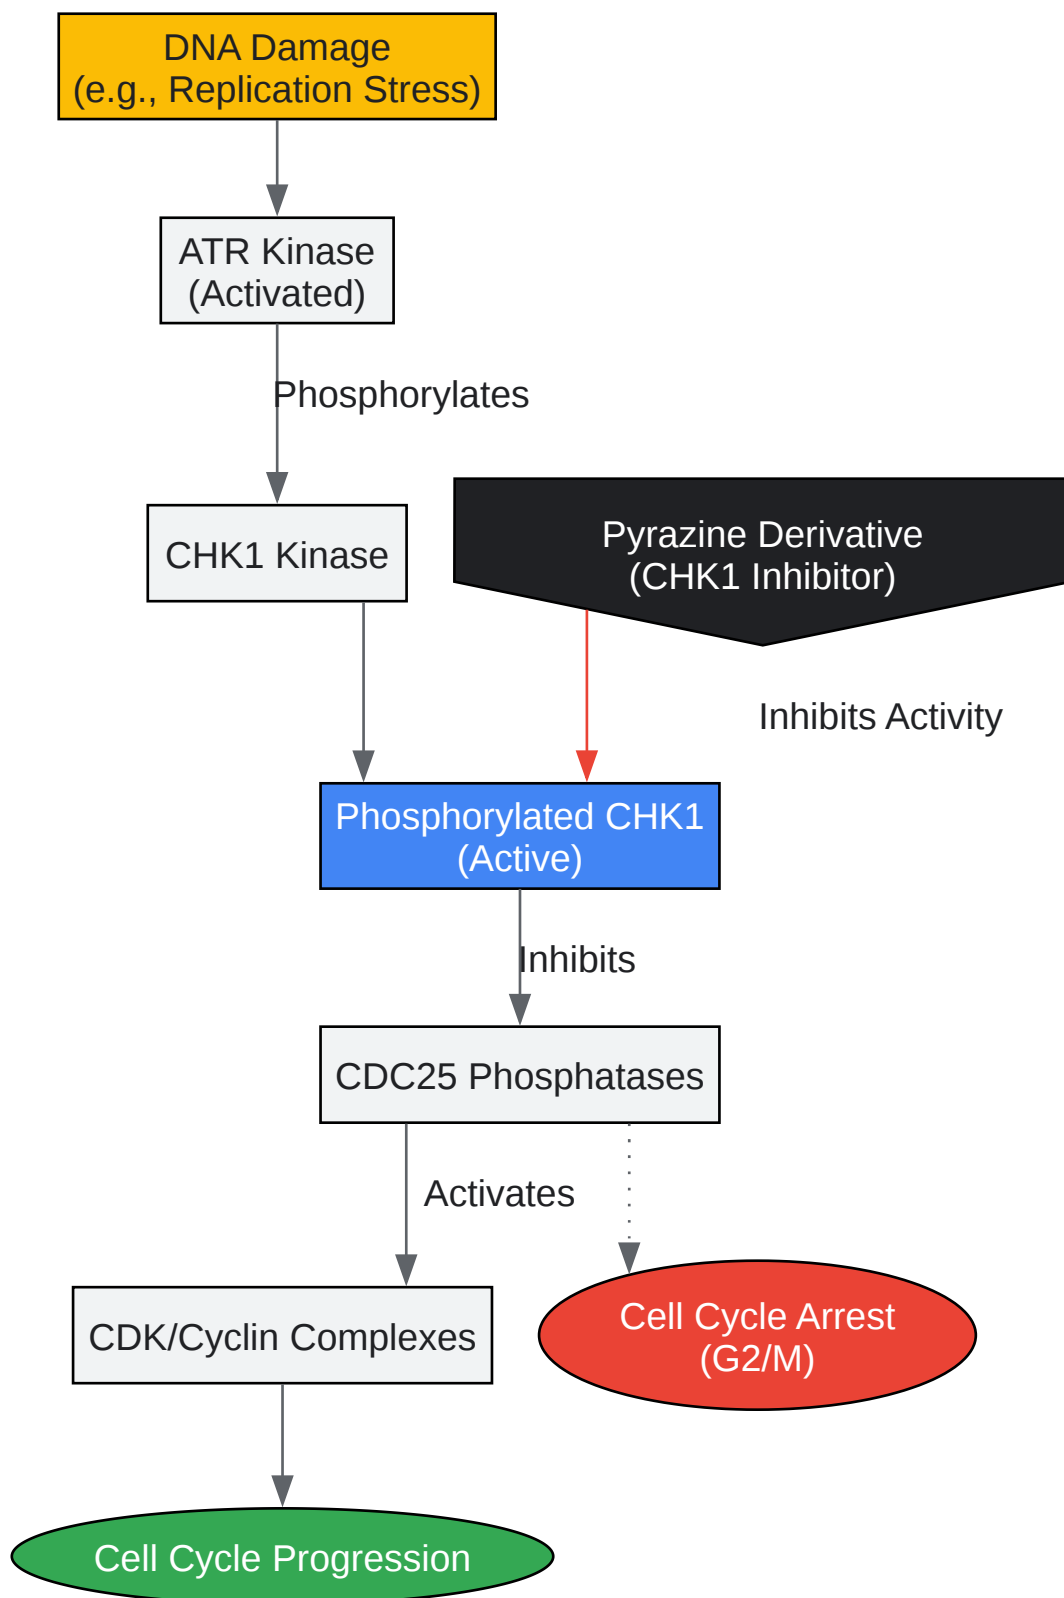 DNA Damage
(e.g., Replication Stress)
ATR Kinase
(Activated)
Phosphorylates
CHK1 Kinase
Pyrazine Derivative
(CHK1 Inhibitor)
Inhibits Activity
Phosphorylated CHK1
(Active)
Inhibits
CDC25 Phosphatases
Activates
CDK/Cyclin Complexes
Cell Cycle Arrest
(G2/M)
Cell Cycle Progression